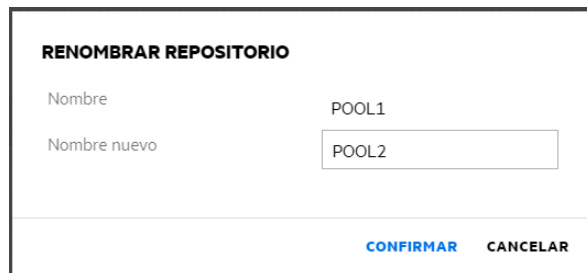 RENOMBRAR REPOSITORIO
Nombre POOL1
Nombre nuevo POOL2
CONFIRMAR CANCELAR